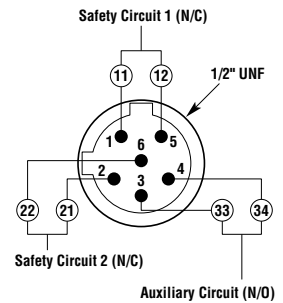 Safety Circuit 1 (N/C)
11 12
1/2" UNF
1 6 5
2 3 4
22 21 33 34
Safety Circuit 2 (N/C)
Auxiliary Circuit (N/O)